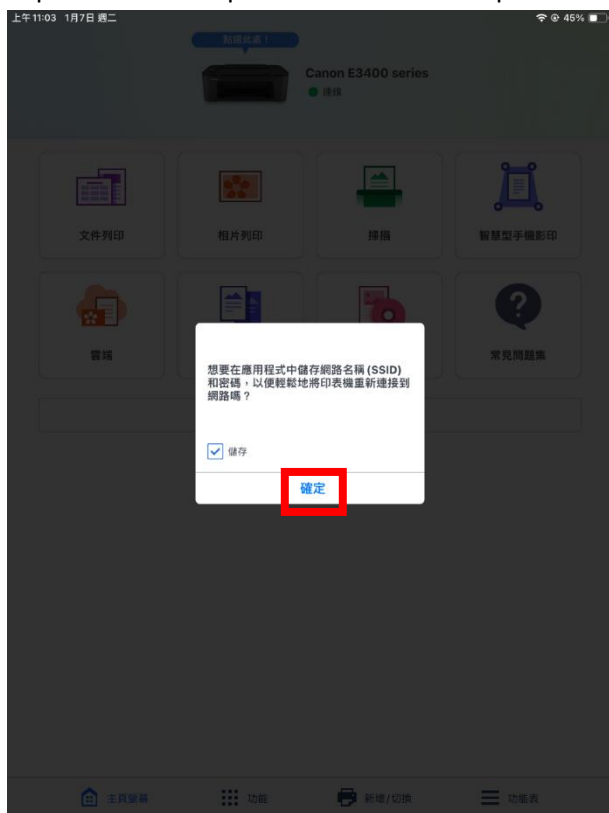 上午11:03 1月7日 週二
45%
點選此處！
Canon E3400 series
連線
文件列印
相片列印
掃描
智慧型手機影印
雲端
常見問題集
想要在應用程式中儲存網路名稱 (SSID)
和密碼，以便輕鬆地將印表機重新連接到
網路嗎？
儲存
確定
主頁螢幕
功能
新增/切換
功能表